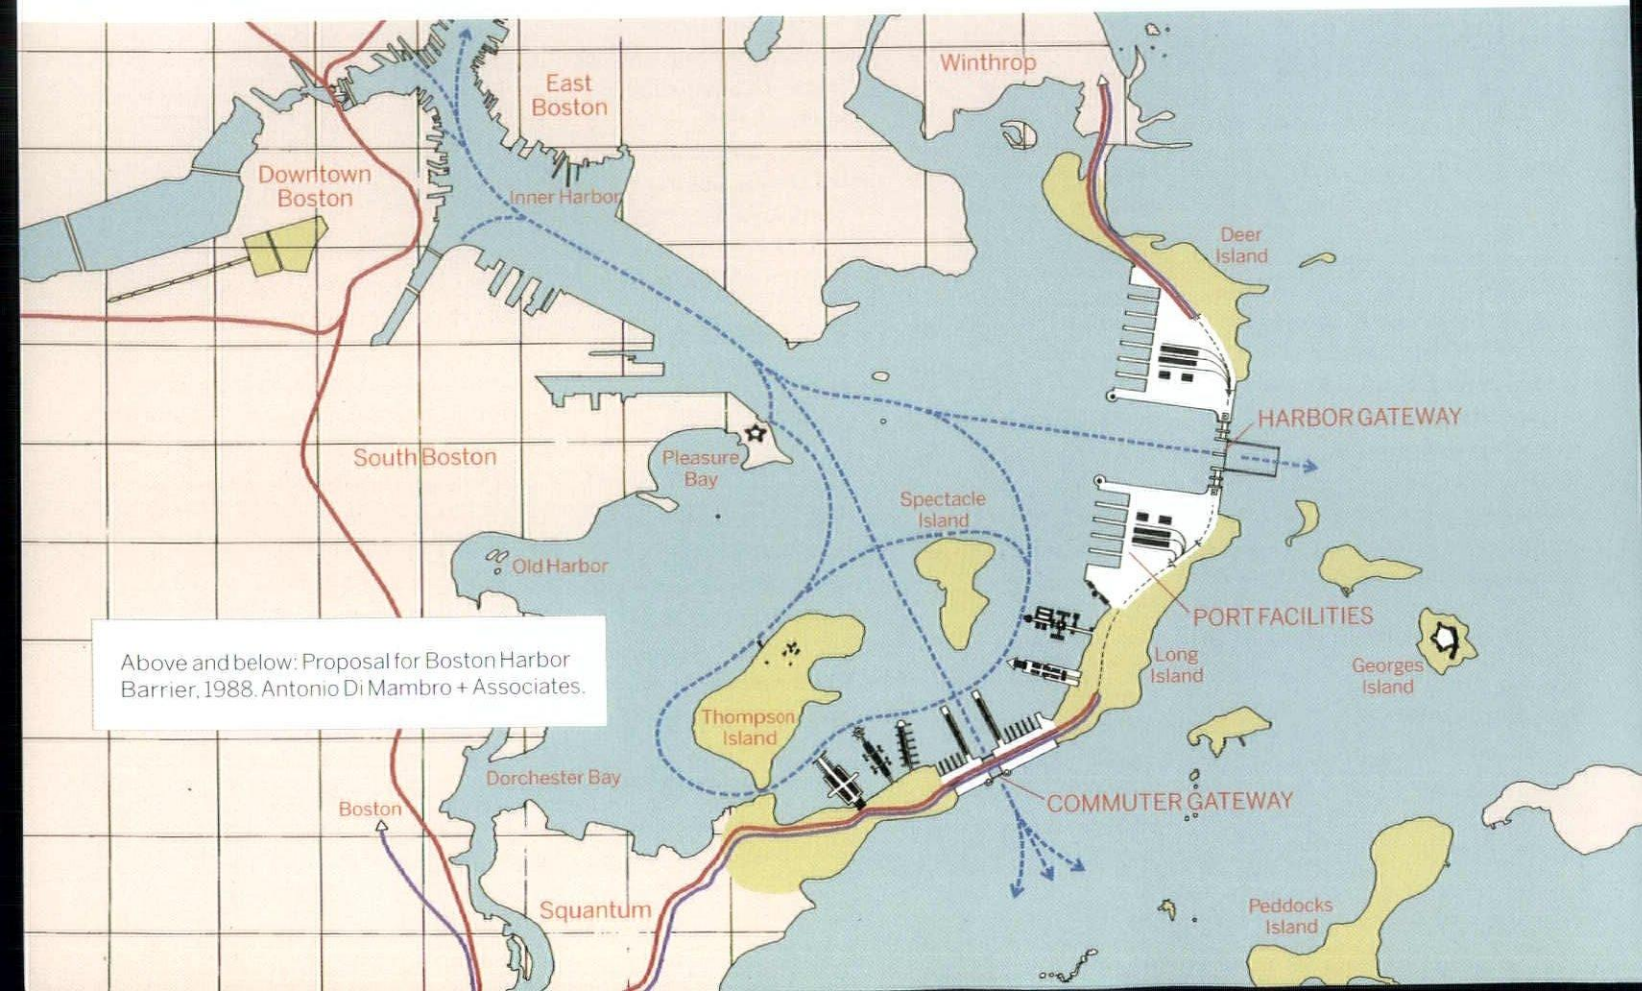 Winthrop
East
Boston
Downtown
Boston
Inner Harbor
Deer
Island
HARBOR GATEWAY
South Boston
Pleasure
Bay
Spectacle
Island
Old Harbor
PORT FACILITIES
Above and below: Proposal for Boston Harbor
Barrier, 1988. Antonio Di Mambro + Associates.
Long
Island
Georges
Island
Thompson
Island
Dorchester Bay
Boston
COMMUTER GATEWAY
Squantum
Peddocks
Island